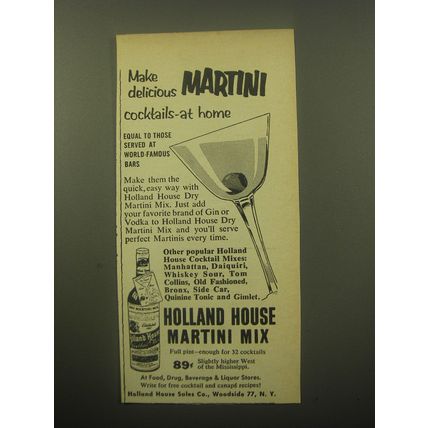 Make
delicious MARTINI
cocktails-at home
EQUAL TO THOSE
SERVED AT
WORLD-FAMOUS
BARS
Make them the
quick, easy way with
Holland House Dry
Martini Mix. Just add
your favorite brand of Gin or
Vodka to Holland House Dry
Martini Mix and you'll serve
perfect Martinis every time.
Other popular Holland
House Cocktail Mixes:
Manhattan, Daiquiri,
Whiskey Sour, Tom
Collins, Old Fashioned,
Bronx, Side Car,
Quinine Tonic and Gimlet.
HOLLAND HOUSE
MARTINI MIX
Full pint—enough for 32 cocktails
89¢ Slightly higher West
of the Mississippi.
At Food, Drug, Beverage & Liquor Stores.
Write for free cocktail and canapé recipes!
Holland House Sales Co., Woodside 77, N. Y.